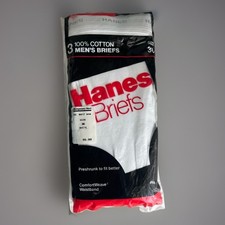 3 100% COTTON
MEN'S BRIEFS
Hanes
Briefs
Preshrunk to fit better
ComfortWeave
Waistband